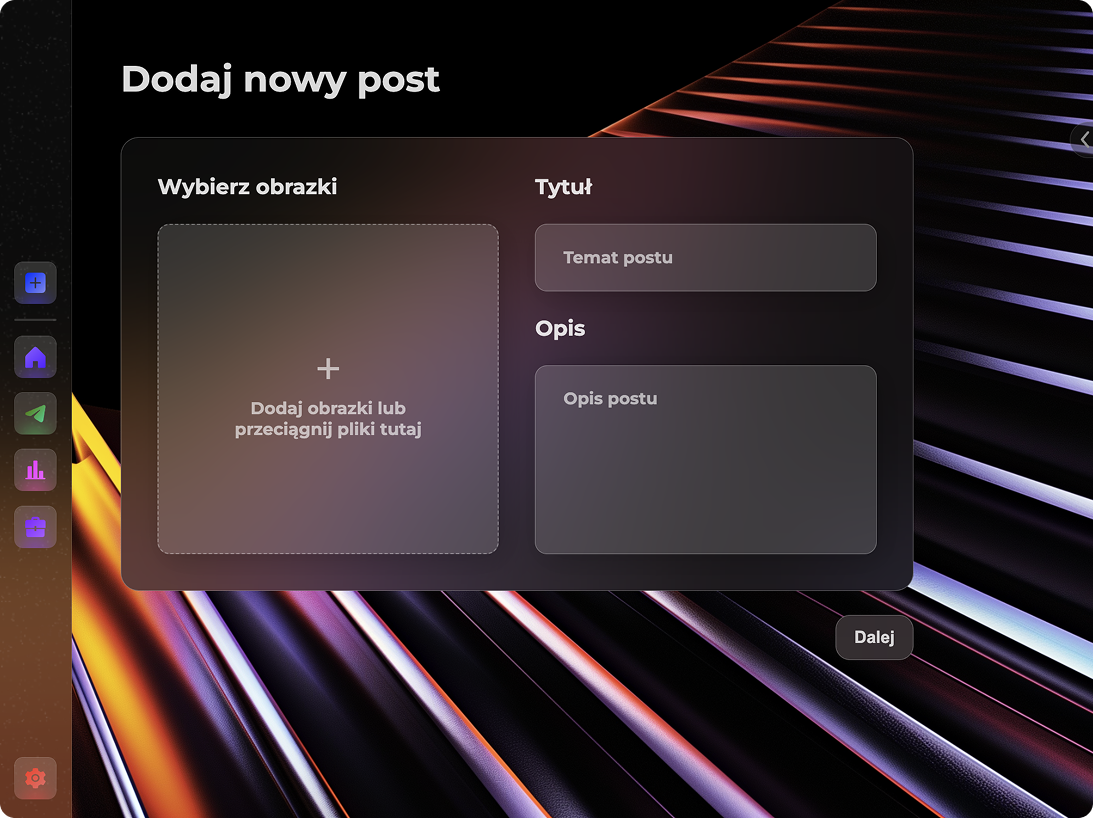 Dodaj nowy post
Wybierz obrazki
Dodaj obrazki lub
przeciągnij pliki tutaj
Tytuł
Temat postu
Opis
Opis postu
Dalej